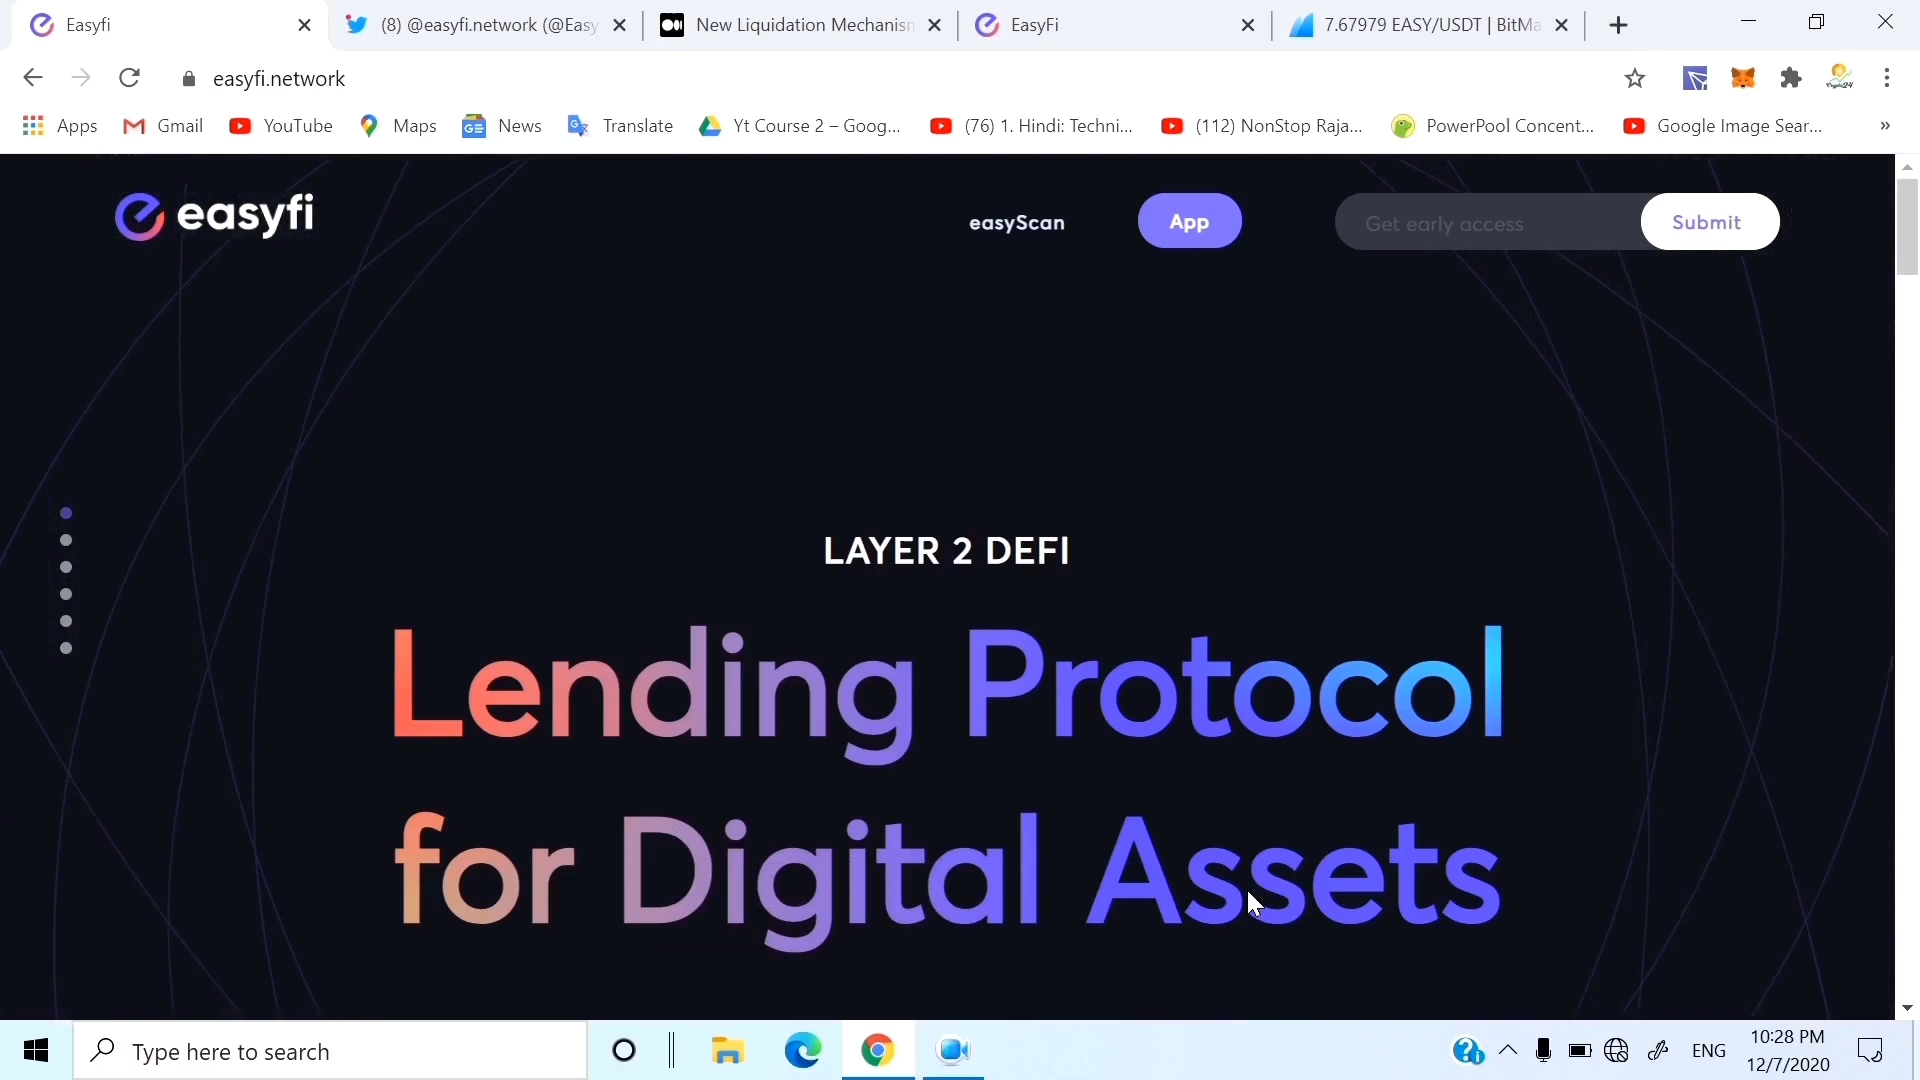 Easyfi
(8) @easyfi.network (@Easy
New Liquidation Mechanism
EasyFi
7.67979 EASY/USDT | BitMa
easyfi.network
Apps
Gmail
YouTube
Maps
News
Translate
Yt Course 2 – Goog...
(76) 1. Hindi: Techni...
(112) NonStop Raja...
PowerPool Concent...
Google Image Sear...
»
easyfi
easyScan
App
Get early access
Submit
LAYER 2 DEFI
Lending Protocol
for Digital Assets
Type here to search
ENG
10:28 PM
12/7/2020